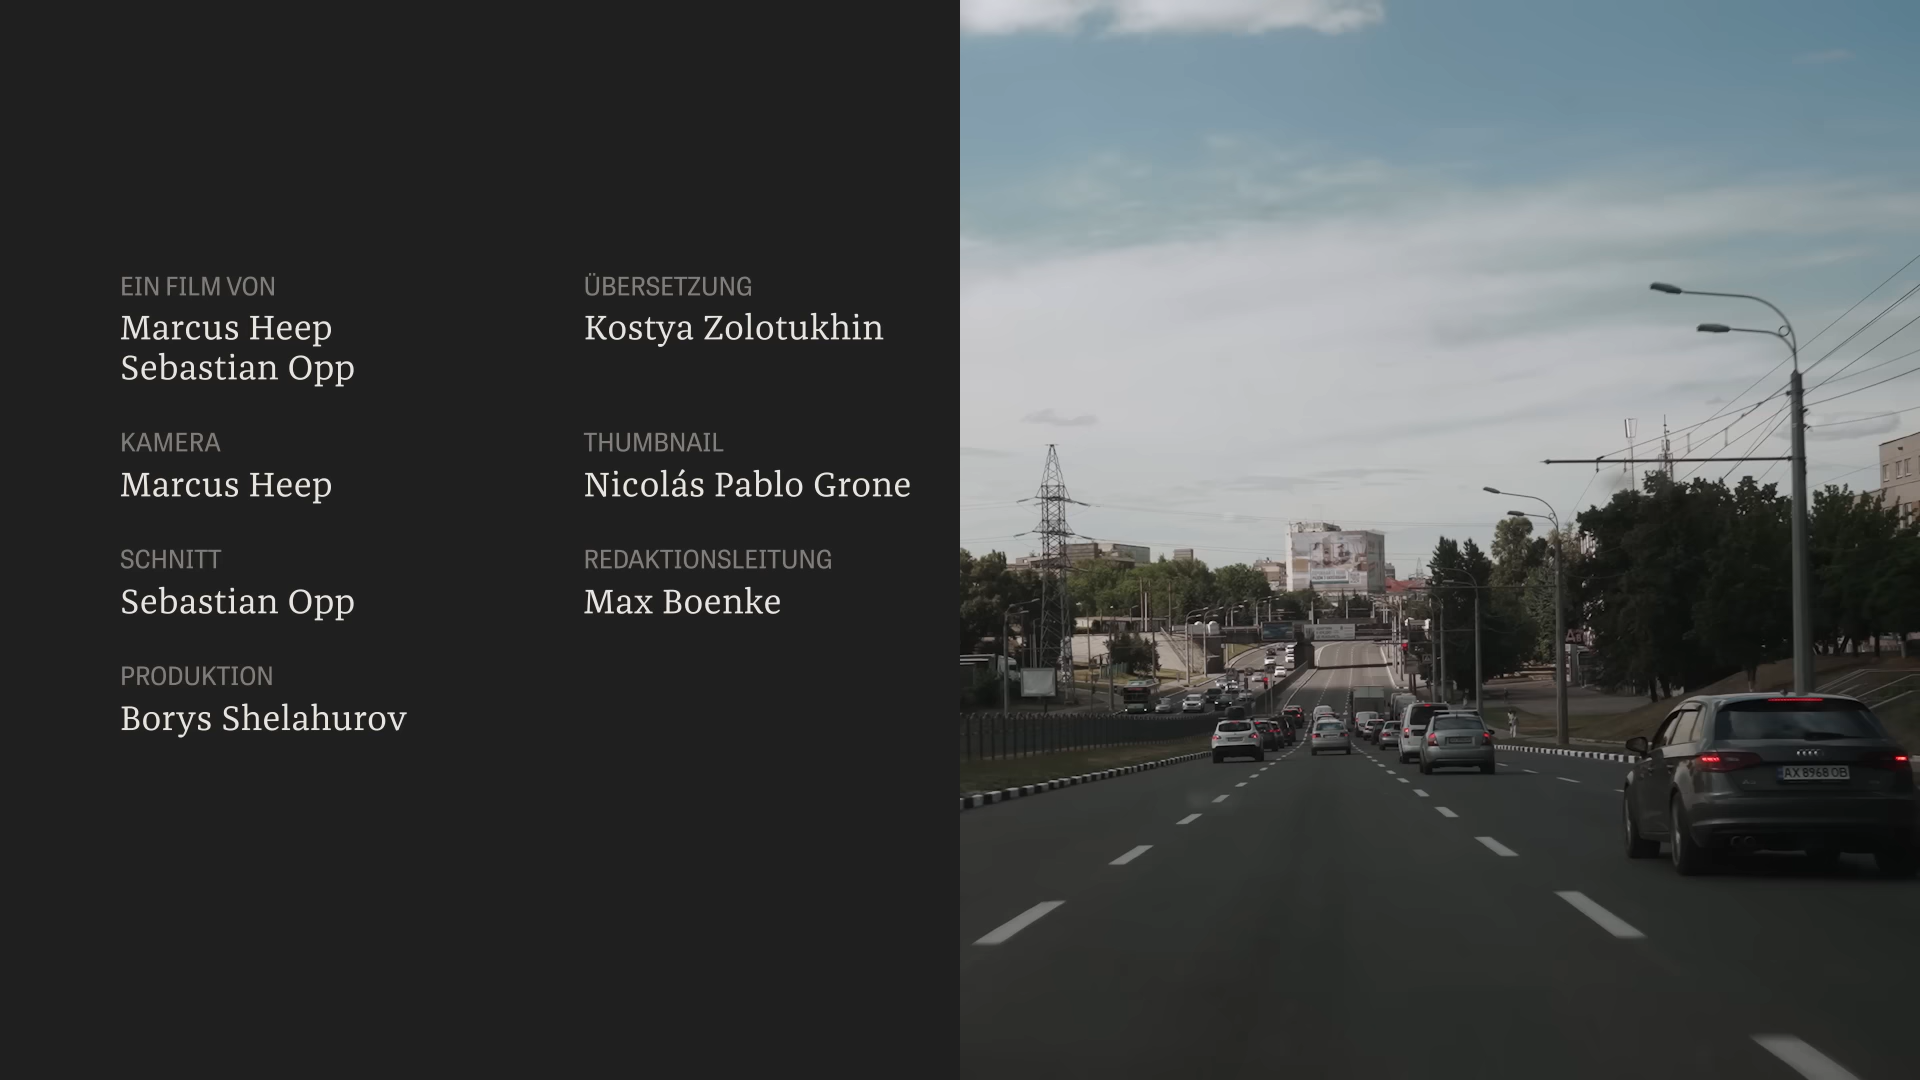 EIN FILM VON
Marcus Heep
Sebastian Opp
KAMERA
Marcus Heep
SCHNITT
Sebastian Opp
PRODUKTION
Borys Shelahurov
ÜBERSETZUNG
Kostya Zolotukhin
THUMBNAIL
Nicolás Pablo Grone
REDAKTIONSLEITUNG
Max Boenke
AX 8968 OB